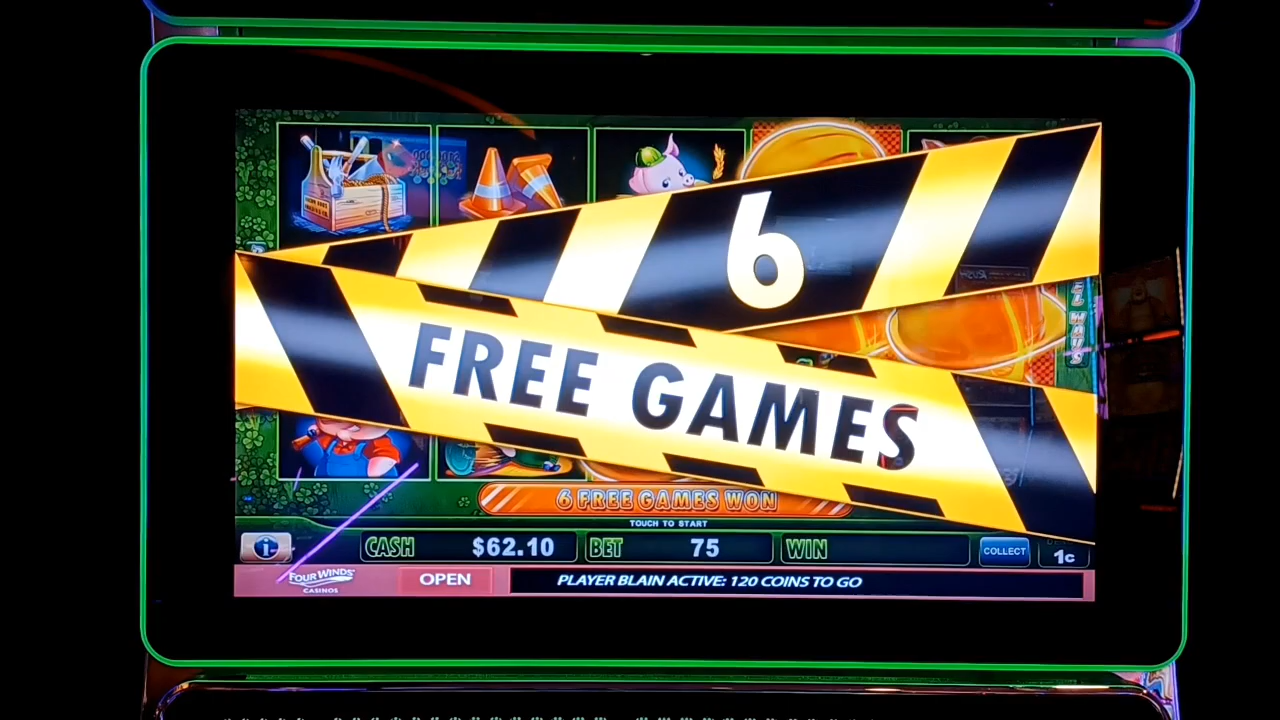 6
FREE GAMES
6 FREE GAMES WON
TOUCH TO START
CASH $62.10 BET 75 WIN COLLECT 1c
FOUR WINDS CASINOS OPEN PLAYER BLAIN ACTIVE: 120 COINS TO GO